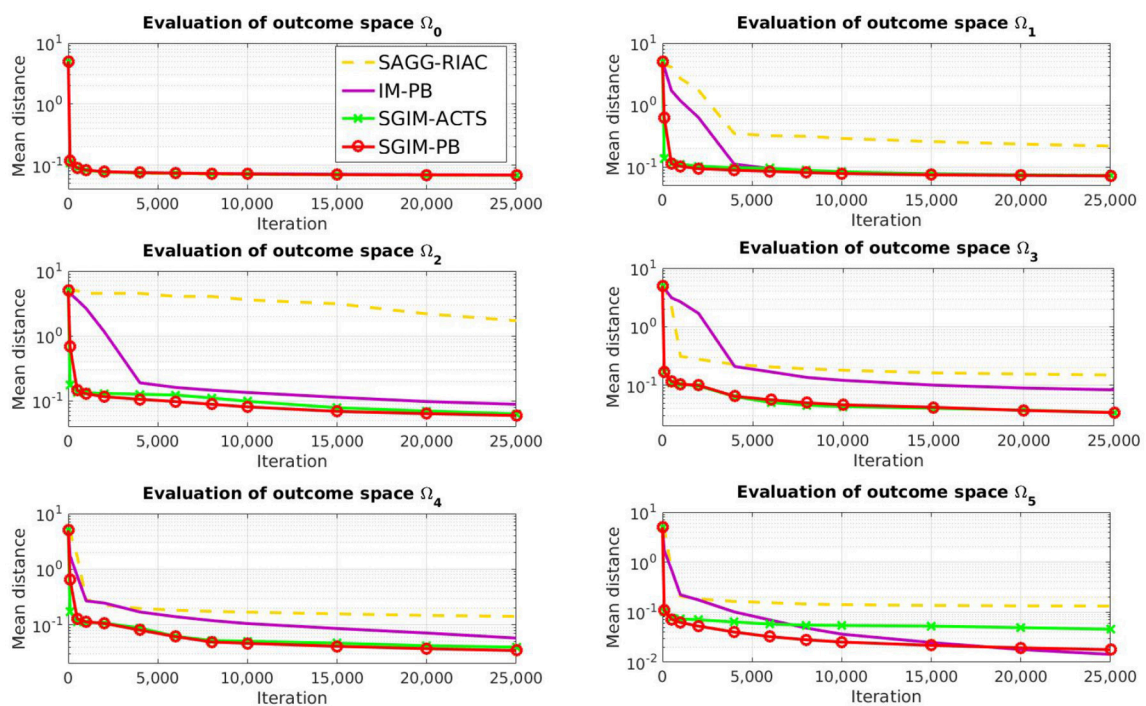 Evaluation of outcome space Ω0
Mean distance
10^1
10^0
10^-1
0 5,000 10,000 15,000 20,000 25,000
Iteration
SAGG-RIAC
IM-PB
SGIM-ACTS
SGIM-PB
Evaluation of outcome space Ω1
Mean distance
10^1
10^0
10^-1
0 5,000 10,000 15,000 20,000 25,000
Iteration
Evaluation of outcome space Ω2
Mean distance
10^1
10^0
10^-1
0 5,000 10,000 15,000 20,000 25,000
Iteration
Evaluation of outcome space Ω3
Mean distance
10^1
10^0
10^-1
0 5,000 10,000 15,000 20,000 25,000
Iteration
Evaluation of outcome space Ω4
Mean distance
10^1
10^0
10^-1
0 5,000 10,000 15,000 20,000 25,000
Iteration
Evaluation of outcome space Ω5
Mean distance
10^1
10^0
10^-1
10^-2
0 5,000 10,000 15,000 20,000 25,000
Iteration